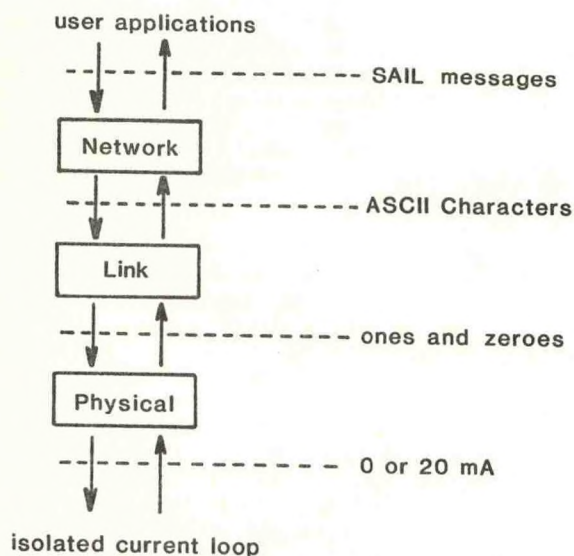 user applications
SAIL messages
Network
ASCII Characters
Link
ones and zeroes
Physical
0 or 20 mA
isolated current loop